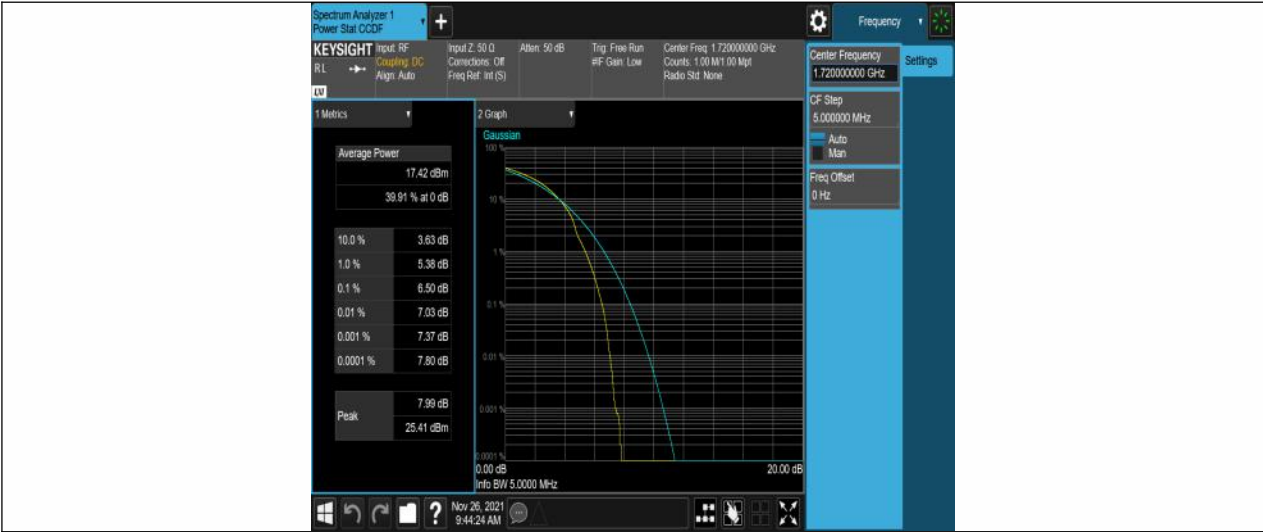 Spectrum Analyzer 1
Power Stat CCDF
Frequency
KEYSIGHT
RL
LW
Input: RF
Coupling: DC
Align: Auto
Input Z: 50 Ω
Corrections: Off
Freq Ref: Int (S)
Atten: 50 dB
Trig: Free Run
#IF Gain: Low
Center Freq: 1.720000000 GHz
Counts: 1.00 M/1.00 Mpt
Radio Std: None
Center Frequency
1.720000000 GHz
Settings
CF Step
5.000000 MHz
Auto
Man
Freq Offset
0 Hz
1 Metrics
Average Power
17.42 dBm
39.91 % at 0 dB
10.0 % 3.63 dB
1.0 % 5.38 dB
0.1 % 6.50 dB
0.01 % 7.03 dB
0.001 % 7.37 dB
0.0001 % 7.80 dB
Peak
7.99 dB
25.41 dBm
2 Graph
Gaussian
100 %
10 %
1 %
0.1 %
0.01 %
0.001 %
0.0001 %
0.00 dB 20.00 dB
Info BW 5.0000 MHz
?
Nov 26, 2021
9:44:24 AM